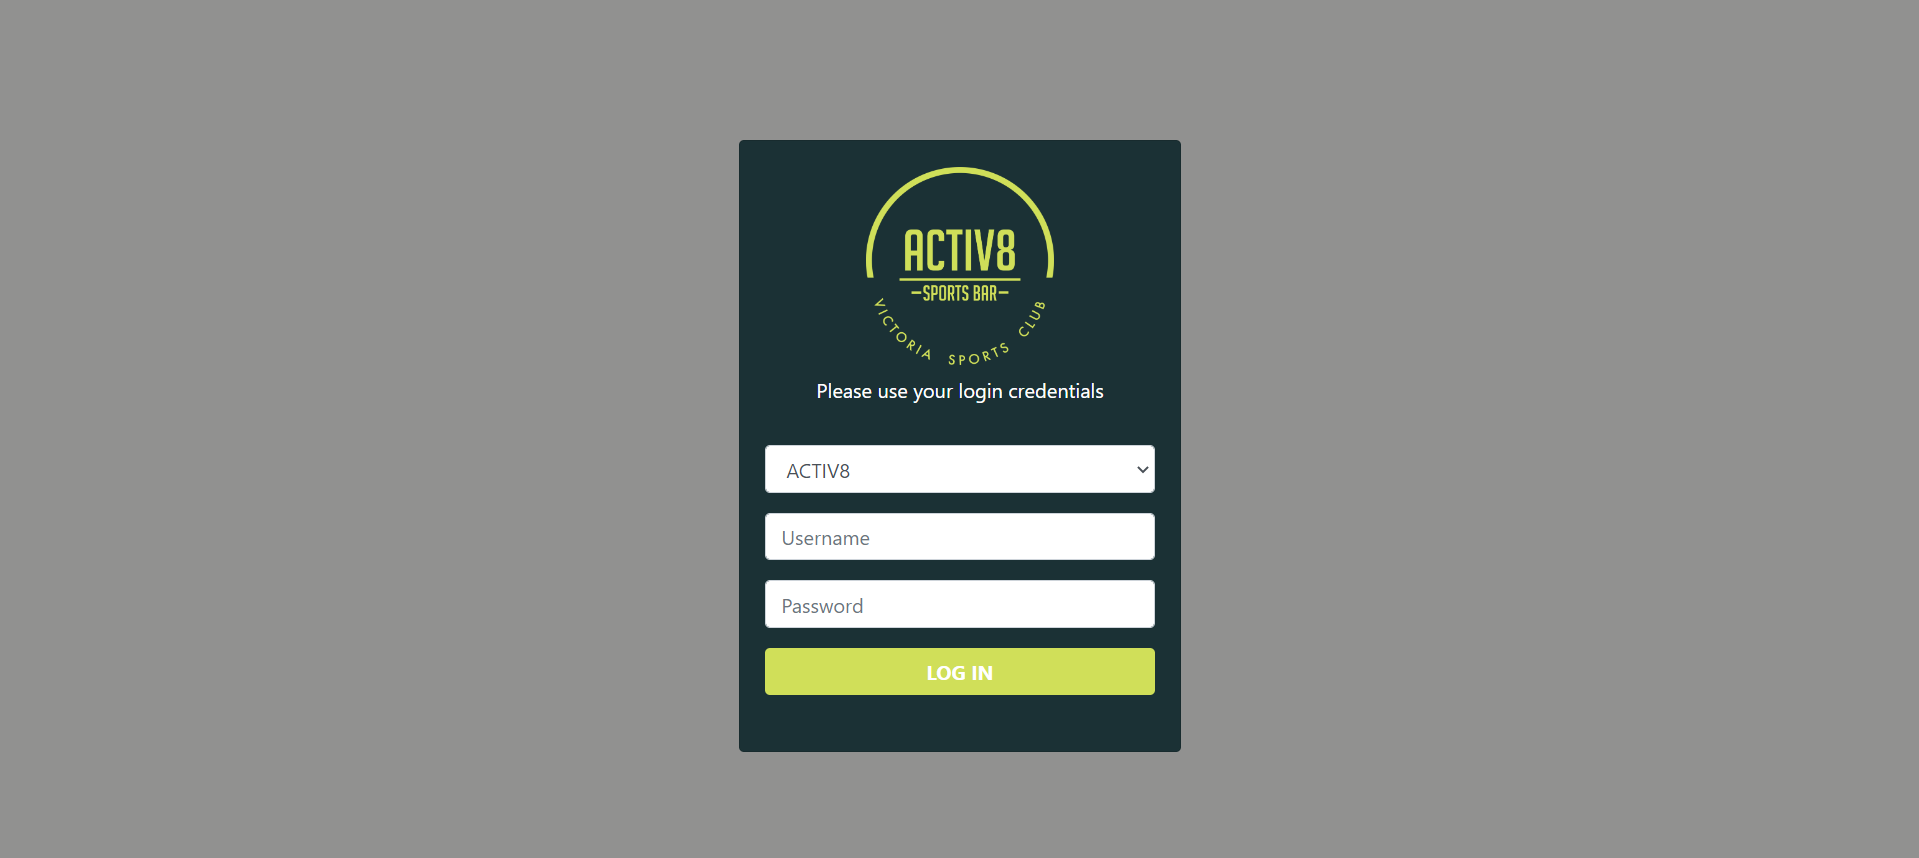 ACTIV8
-SPORTS BAR-
VICTORIA SPORTS CLUB
Please use your login credentials
ACTIV8
Username
Password
LOG IN